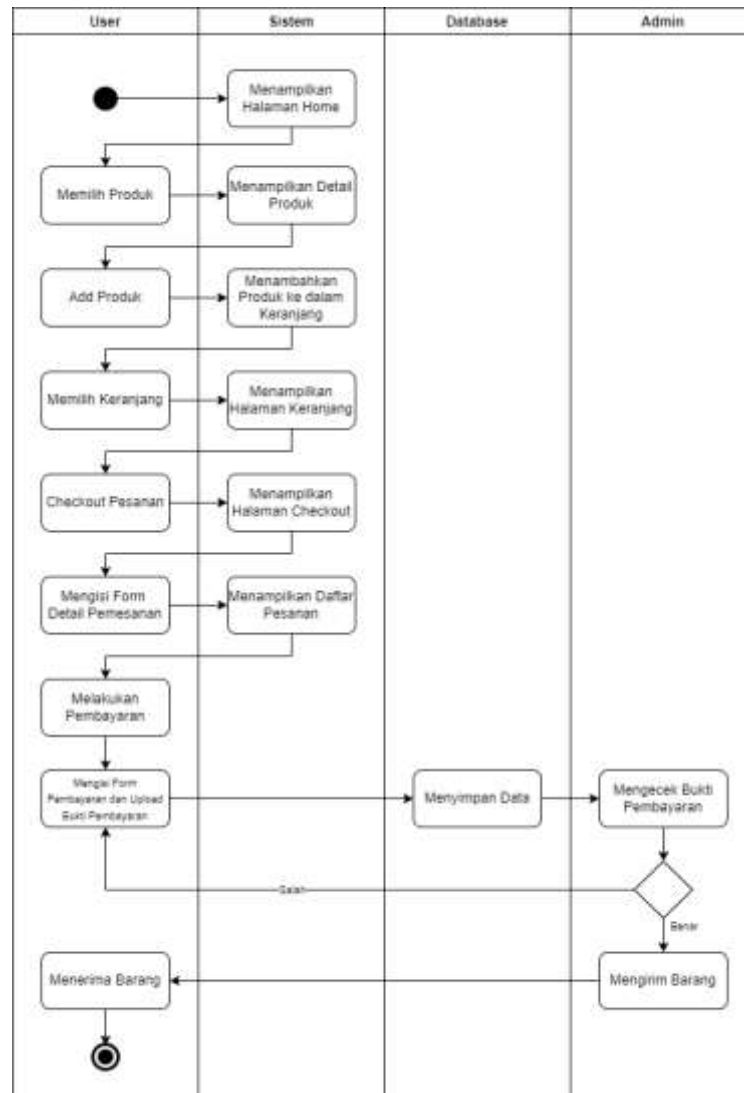 User
Sistem
Database
Admin
Menampilkan
Halaman Home
Memilih Produk
Menampilkan Detail
Produk
Add Produk
Menambahkan
Produk ke dalam
Keranjang
Memilih Keranjang
Menampilkan
Halaman Keranjang
Checkout Pesanan
Menampilkan
Halaman Checkout
Mengisi Form
Detail Pemesanan
Menampilkan Daftar
Pesanan
Melakukan
Pembayaran
Mengisi Form
Pembayaran dan Upload
Bukti Pembayaran
Menyimpan Data
Mengecek Bukti
Pembayaran
Salah
Benar
Menerima Barang
Mengirim Barang